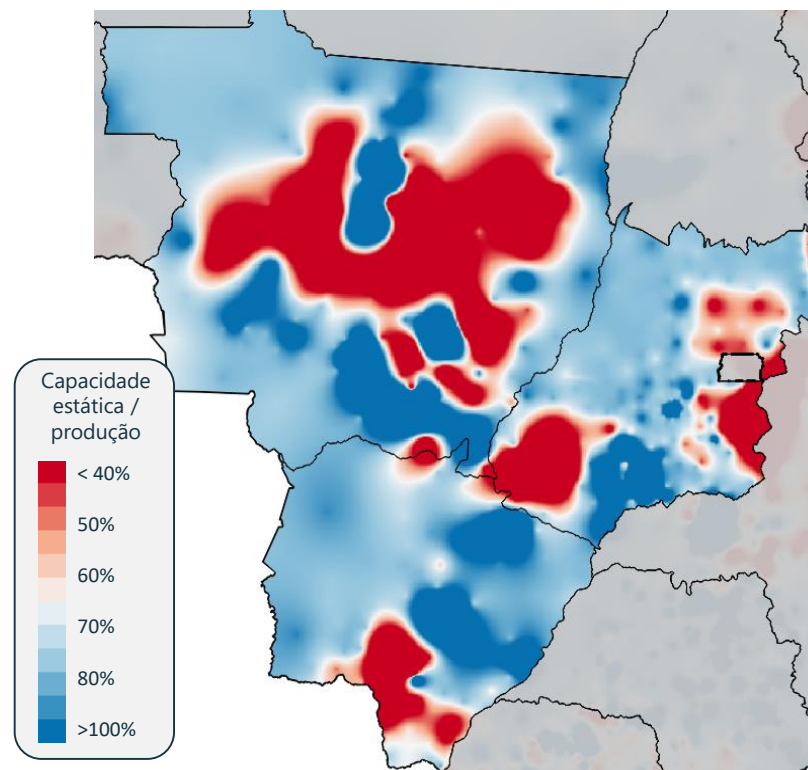 Capacidade
estática /
produção
< 40%
50%
60%
70%
80%
>100%